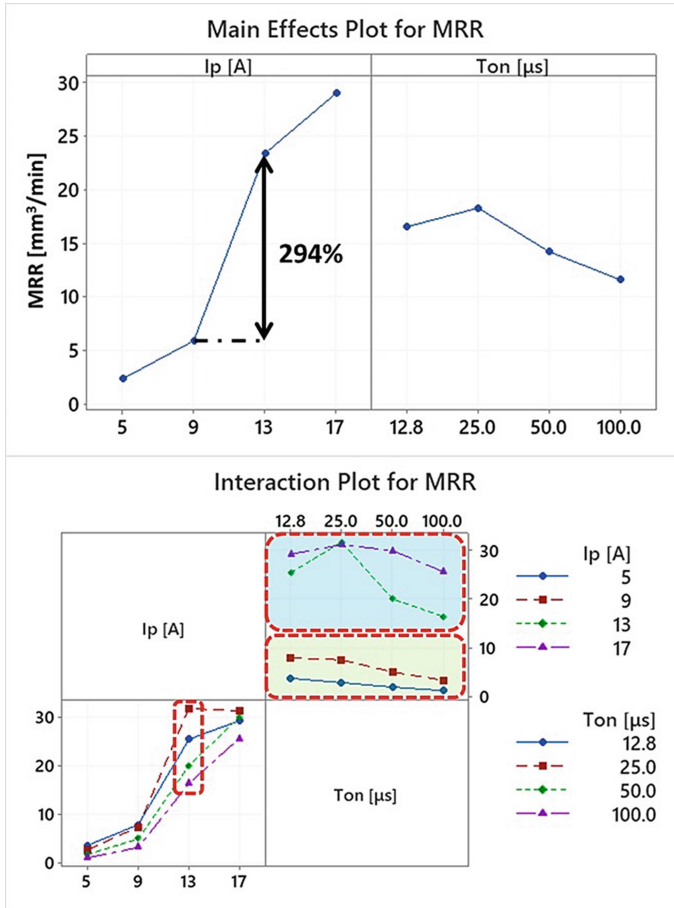 Main Effects Plot for MRR
Ip [A] Ton [µs]
MRR [mm³/min]
30
25
20
15
10
5
0
294%
5 9 13 17 12.8 25.0 50.0 100.0
Interaction Plot for MRR
12.8 25.0 50.0 100.0
Ip [A]
30
20
10
0
Ip [A]
5
9
13
17
30
20
10
0
Ton [µs]
Ton [µs]
12.8
25.0
50.0
100.0
5 9 13 17